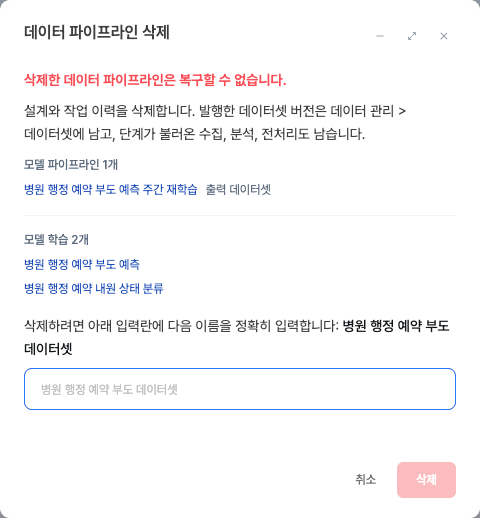 데이터 파이프라인 삭제
삭제한 데이터 파이프라인은 복구할 수 없습니다.
설계와 작업 이력을 삭제합니다. 발행한 데이터셋 버전은 데이터 관리 >
데이터셋에 남고, 단계가 불러온 수집, 분석, 전처리도 남습니다.
모델 파이프라인 1개
병원 행정 예약 부도 예측 주간 재학습 출력 데이터셋
모델 학습 2개
병원 행정 예약 부도 예측
병원 행정 예약 내원 상태 분류
삭제하려면 아래 입력란에 다음 이름을 정확히 입력합니다: 병원 행정 예약 부도
데이터셋
병원 행정 예약 부도 데이터셋
취소 삭제